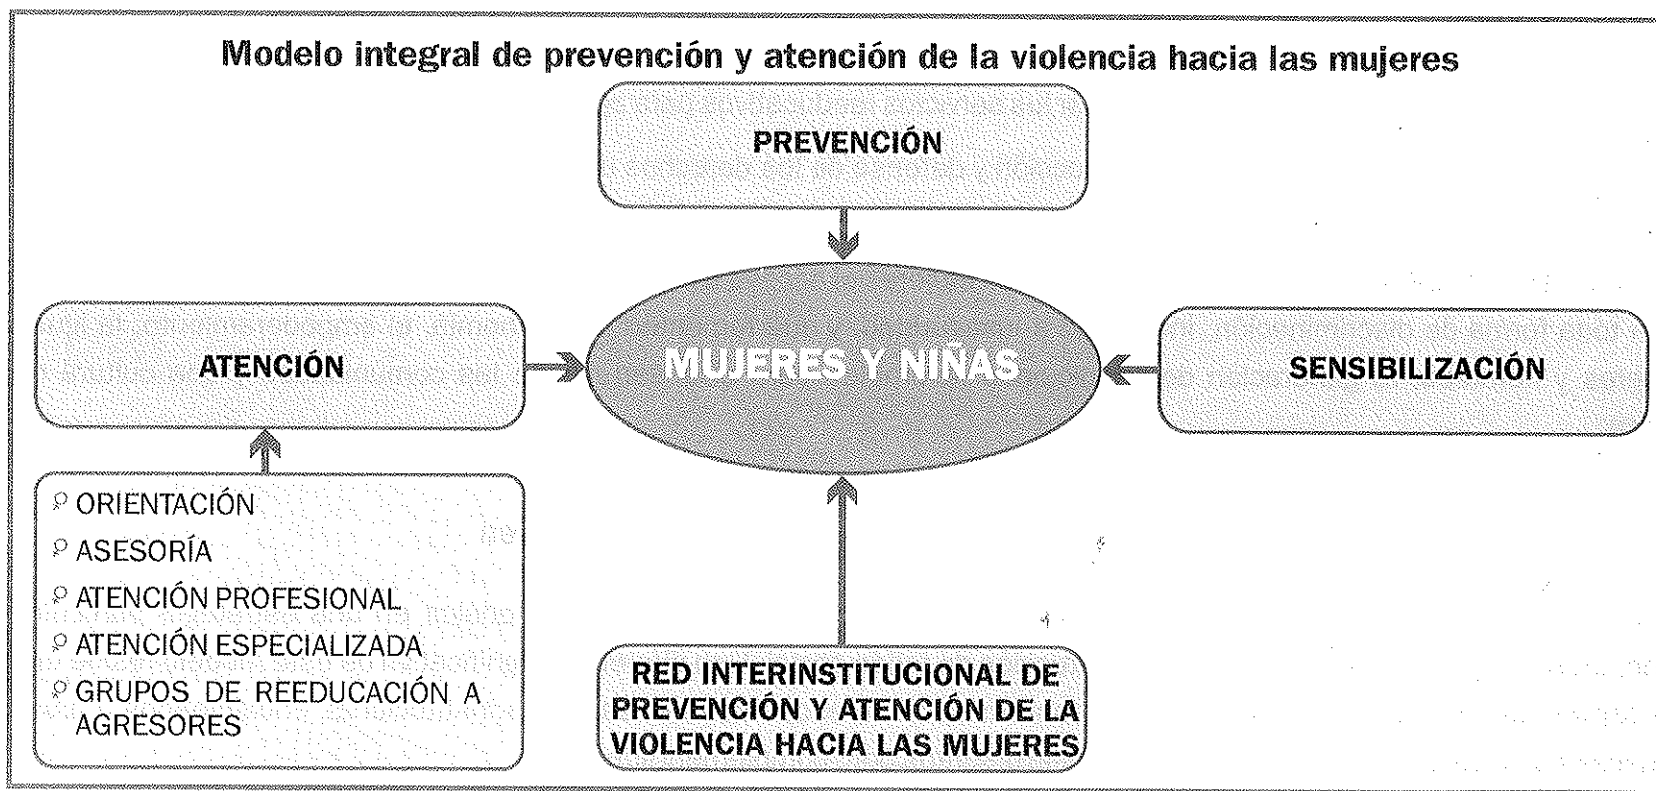 Modelo integral de prevención y atención de la violencia hacia las mujeres
PREVENCIÓN
ATENCIÓN
MUJERES Y NIÑAS
SENSIBILIZACIÓN
ORIENTACIÓN
ASESORÍA
ATENCIÓN PROFESIONAL
ATENCIÓN ESPECIALIZADA
GRUPOS DE REEDUCACIÓN A
AGRESORES
RED INTERINSTITUCIONAL DE
PREVENCIÓN Y ATENCIÓN DE LA
VIOLENCIA HACIA LAS MUJERES